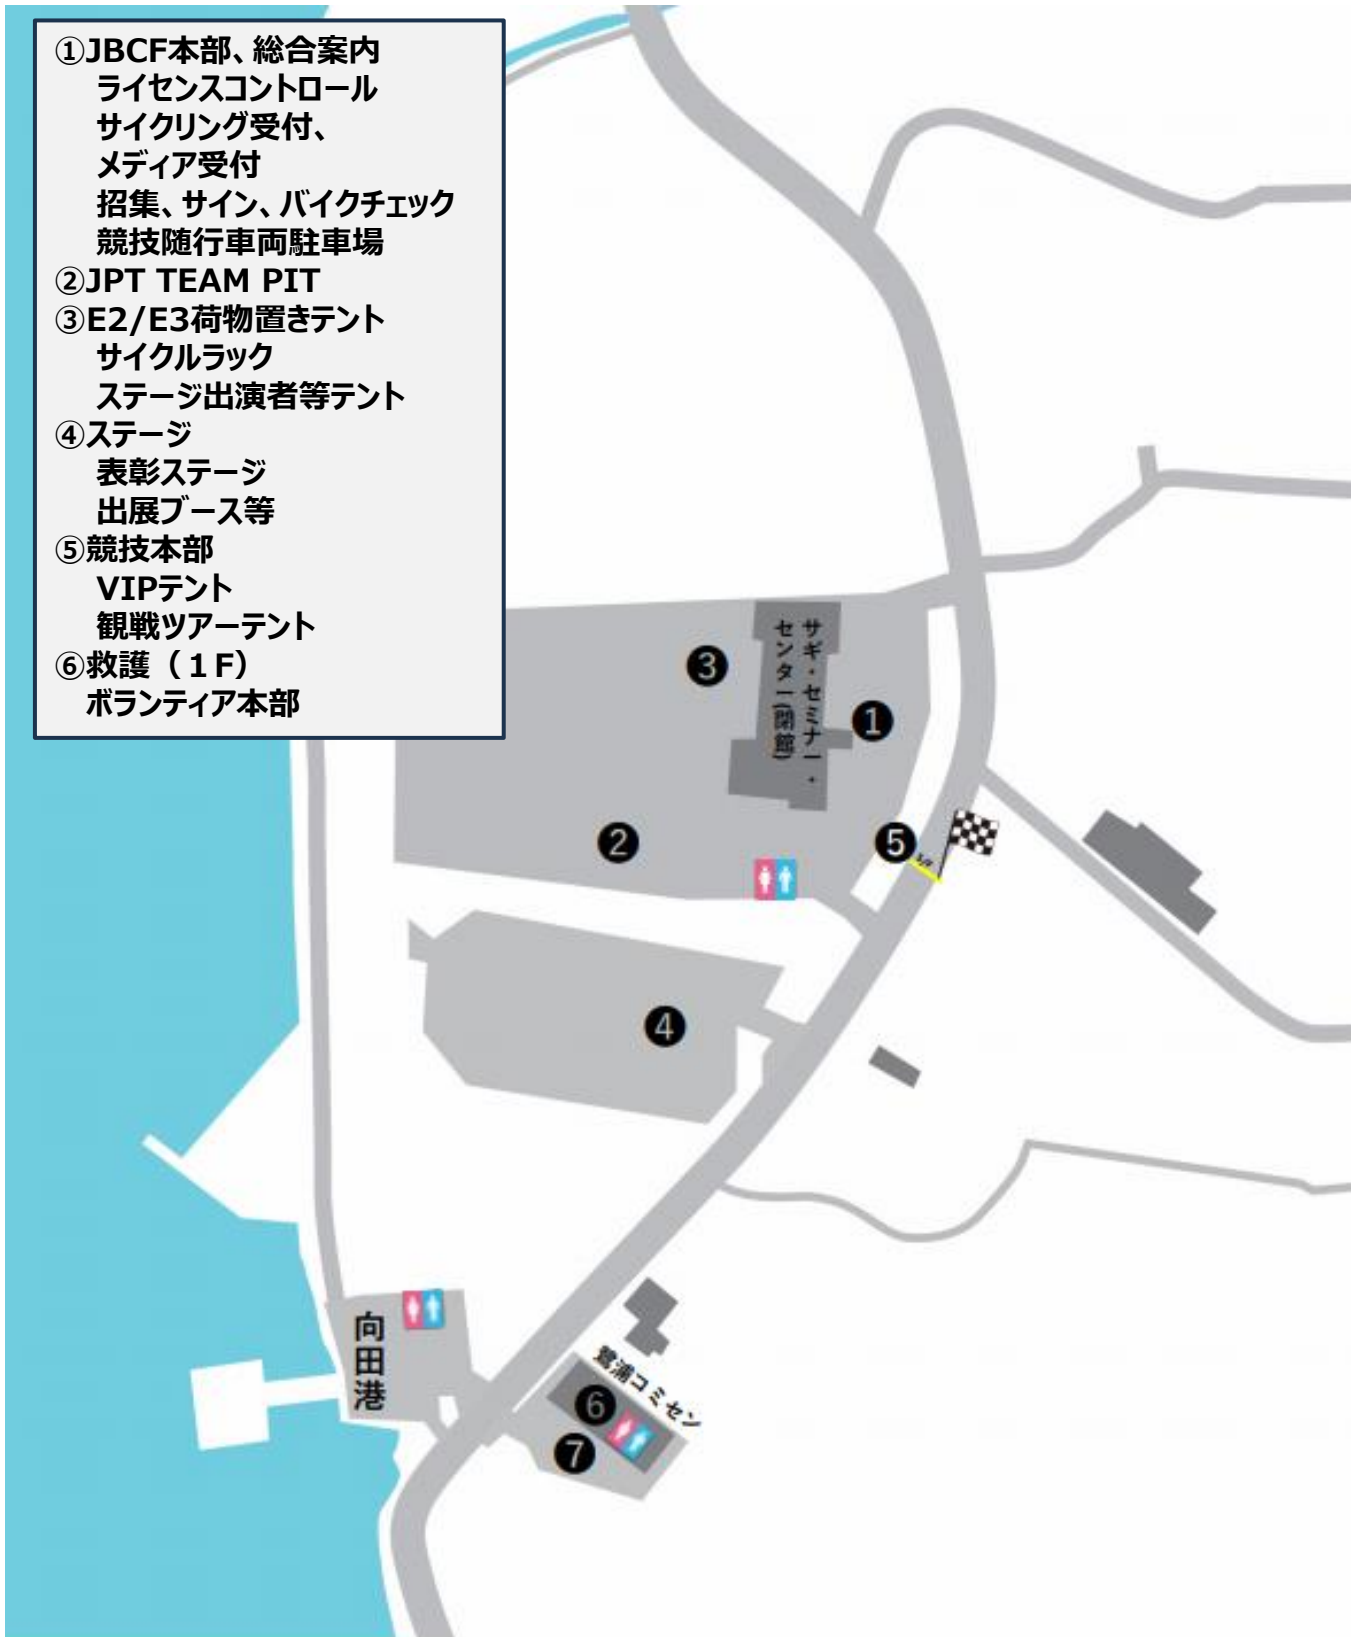 ①JBCF本部、総合案内
ライセンスコントロール
サイクリング受付、
メディア受付
招集、サイン、バイクチェック
競技随行車両駐車場
②JPT TEAM PIT
③E2/E3荷物置きテント
サイクルラック
ステージ出演者等テント
④ステージ
表彰ステージ
出展ブース等
⑤競技本部
VIPテント
観戦ツアーテント
⑥救護（１F）
ボランティア本部
サギ・セミナー・
センター(閉館)
❸
❶
❷
❺
❹
向田港
鷺浦コミセン
❻
❼